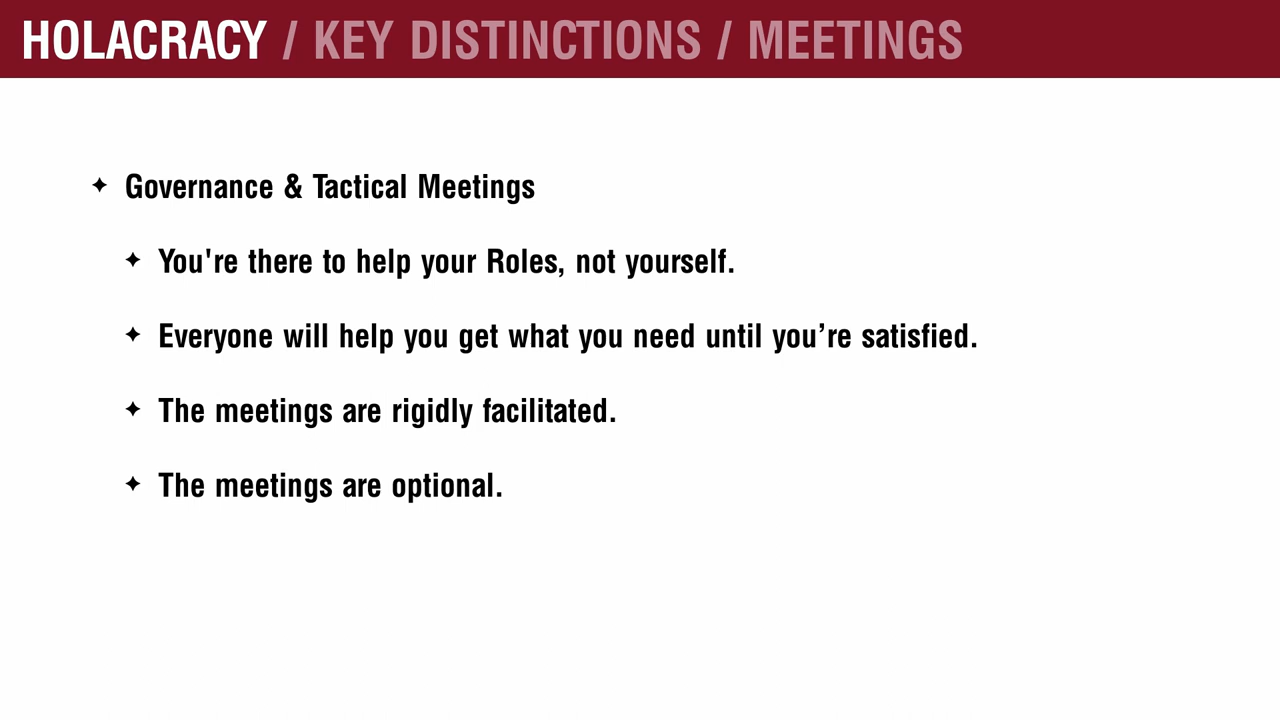 HOLACRACY / KEY DISTINCTIONS / MEETINGS
✦ Governance & Tactical Meetings
✦ You're there to help your Roles, not yourself.
✦ Everyone will help you get what you need until you’re satisfied.
✦ The meetings are rigidly facilitated.
✦ The meetings are optional.